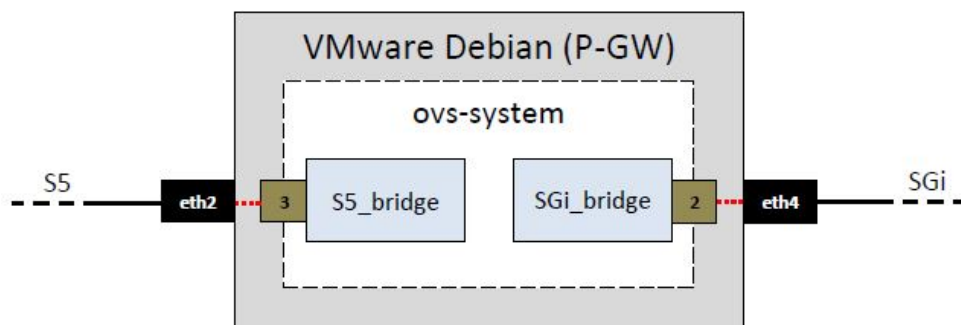 VMware Debian (P-GW)
ovs-system
S5
eth2
3
S5_bridge
SGi_bridge
2
eth4
SGi